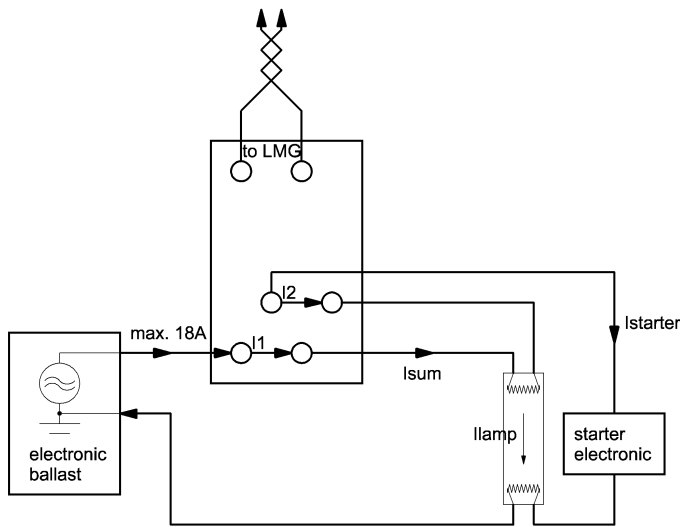 to LMG
I2
max. 18A
I1
Istarter
Isum
Ilamp
starter
electronic
electronic
ballast